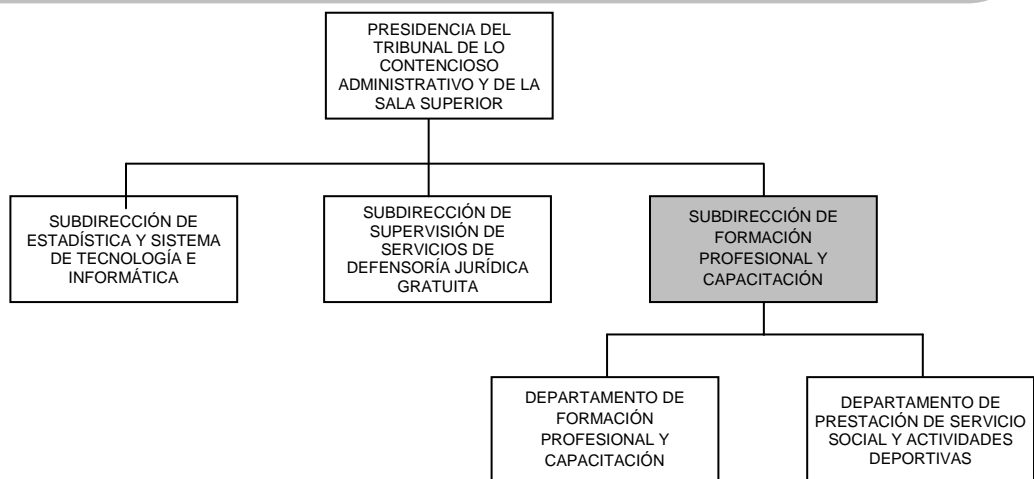 PRESIDENCIA DEL
TRIBUNAL DE LO
CONTENCIOSO
ADMINISTRATIVO Y DE LA
SALA SUPERIOR
SUBDIRECCIÓN DE
ESTADÍSTICA Y SISTEMA
DE TECNOLOGÍA E
INFORMÁTICA
SUBDIRECCIÓN DE
SUPERVISIÓN DE
SERVICIOS DE
DEFENSORÍA JURÍDICA
GRATUITA
SUBDIRECCIÓN DE
FORMACIÓN
PROFESIONAL Y
CAPACITACIÓN
DEPARTAMENTO DE
FORMACIÓN
PROFESIONAL Y
CAPACITACIÓN
DEPARTAMENTO DE
PRESTACIÓN DE SERVICIO
SOCIAL Y ACTIVIDADES
DEPORTIVAS